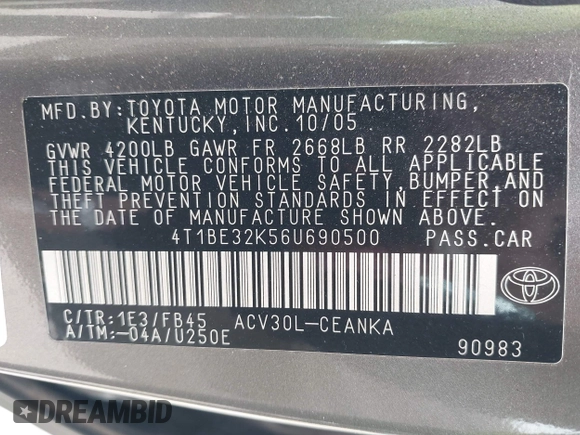 MFD.BY:TOYOTA MOTOR MANUFACTURING,
KENTUCKY,INC.10/05
GVWR 4200LB GAWR FR 2668LB RR 2282LB
THIS VEHICLE CONFORMS TO ALL APPLICABLE
FEDERAL MOTOR VEHICLE SAFETY,BUMPER,AND
THEFT PREVENTION STANDARDS IN EFFECT ON
THE DATE OF MANUFACTURE SHOWN ABOVE.
4T1BE32K56U690500 PASS.CAR
C/TR:1F3/FB45 ACV30L-CEANKA
A/TM:-04A/U250E 90983
DREAMBID